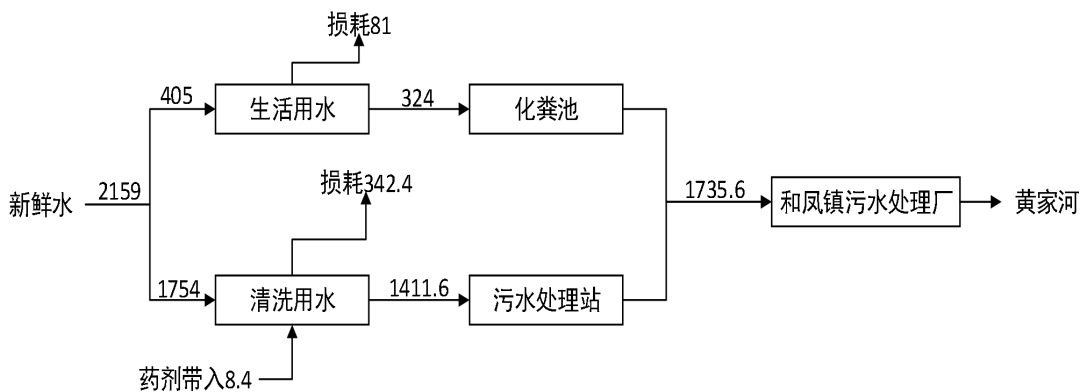 损耗81
405
生活用水
324
化粪池
新鲜水
2159
损耗342.4
1735.6
和凤镇污水处理厂
黄家河
1754
清洗用水
1411.6
污水处理站
药剂带入8.4